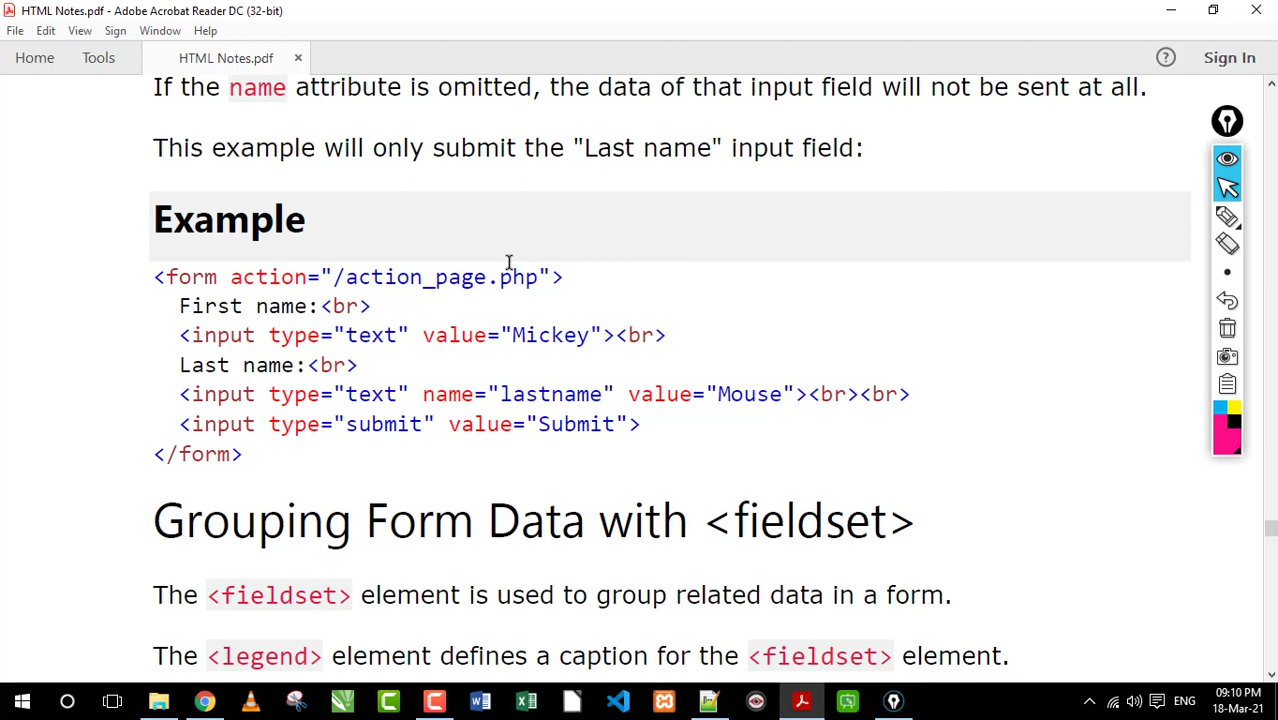 HTML Notes.pdf - Adobe Acrobat Reader DC (32-bit)
File Edit View Sign Window Help
Home Tools HTML Notes.pdf × Sign In
If the name attribute is omitted, the data of that input field will not be sent at all.
This example will only submit the "Last name" input field:
Example
<form action="/action_page.php">
First name:<br>
<input type="text" value="Mickey"><br>
Last name:<br>
<input type="text" name="lastname" value="Mouse"><br><br>
<input type="submit" value="Submit">
</form>
Grouping Form Data with <fieldset>
The <fieldset> element is used to group related data in a form.
The <legend> element defines a caption for the <fieldset> element.
ENG
09:10 PM
18-Mar-21